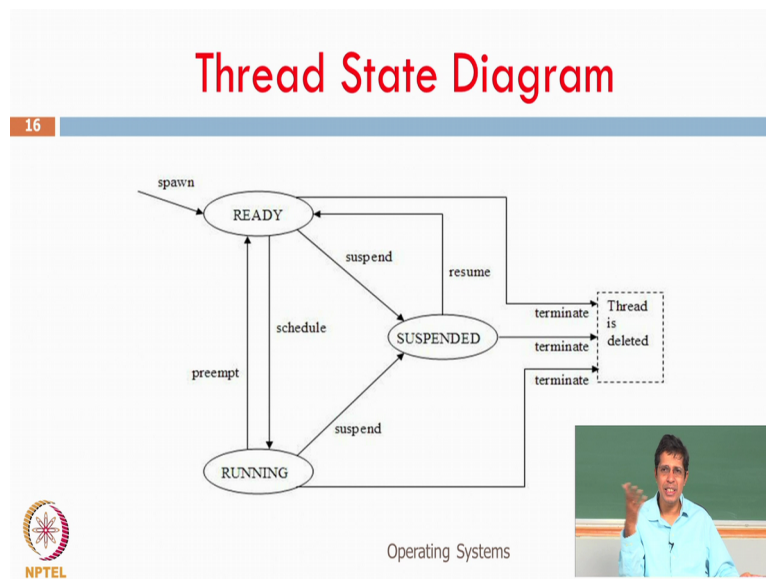 Thread State Diagram
16
spawn
READY
suspend
resume
schedule
SUSPENDED
terminate
terminate
terminate
Thread
is
deleted
preempt
suspend
RUNNING
Operating Systems
NPTEL